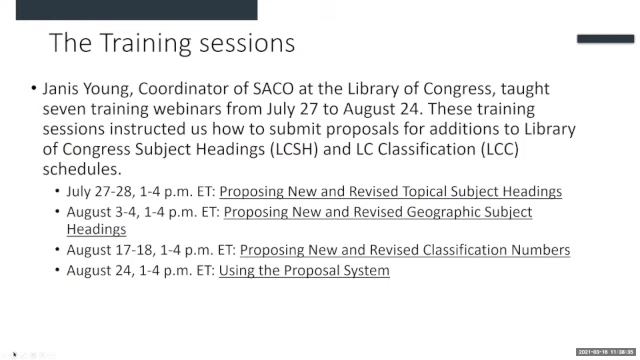 The Training sessions
• Janis Young, Coordinator of SACO at the Library of Congress, taught
seven training webinars from July 27 to August 24. These training
sessions instructed us how to submit proposals for additions to Library
of Congress Subject Headings (LCSH) and LC Classification (LCC)
schedules.
• July 27-28, 1-4 p.m. ET: Proposing New and Revised Topical Subject Headings
• August 3-4, 1-4 p.m. ET: Proposing New and Revised Geographic Subject
Headings
• August 17-18, 1-4 p.m. ET: Proposing New and Revised Classification Numbers
• August 24, 1-4 p.m. ET: Using the Proposal System
2021-03-16 11:38:35